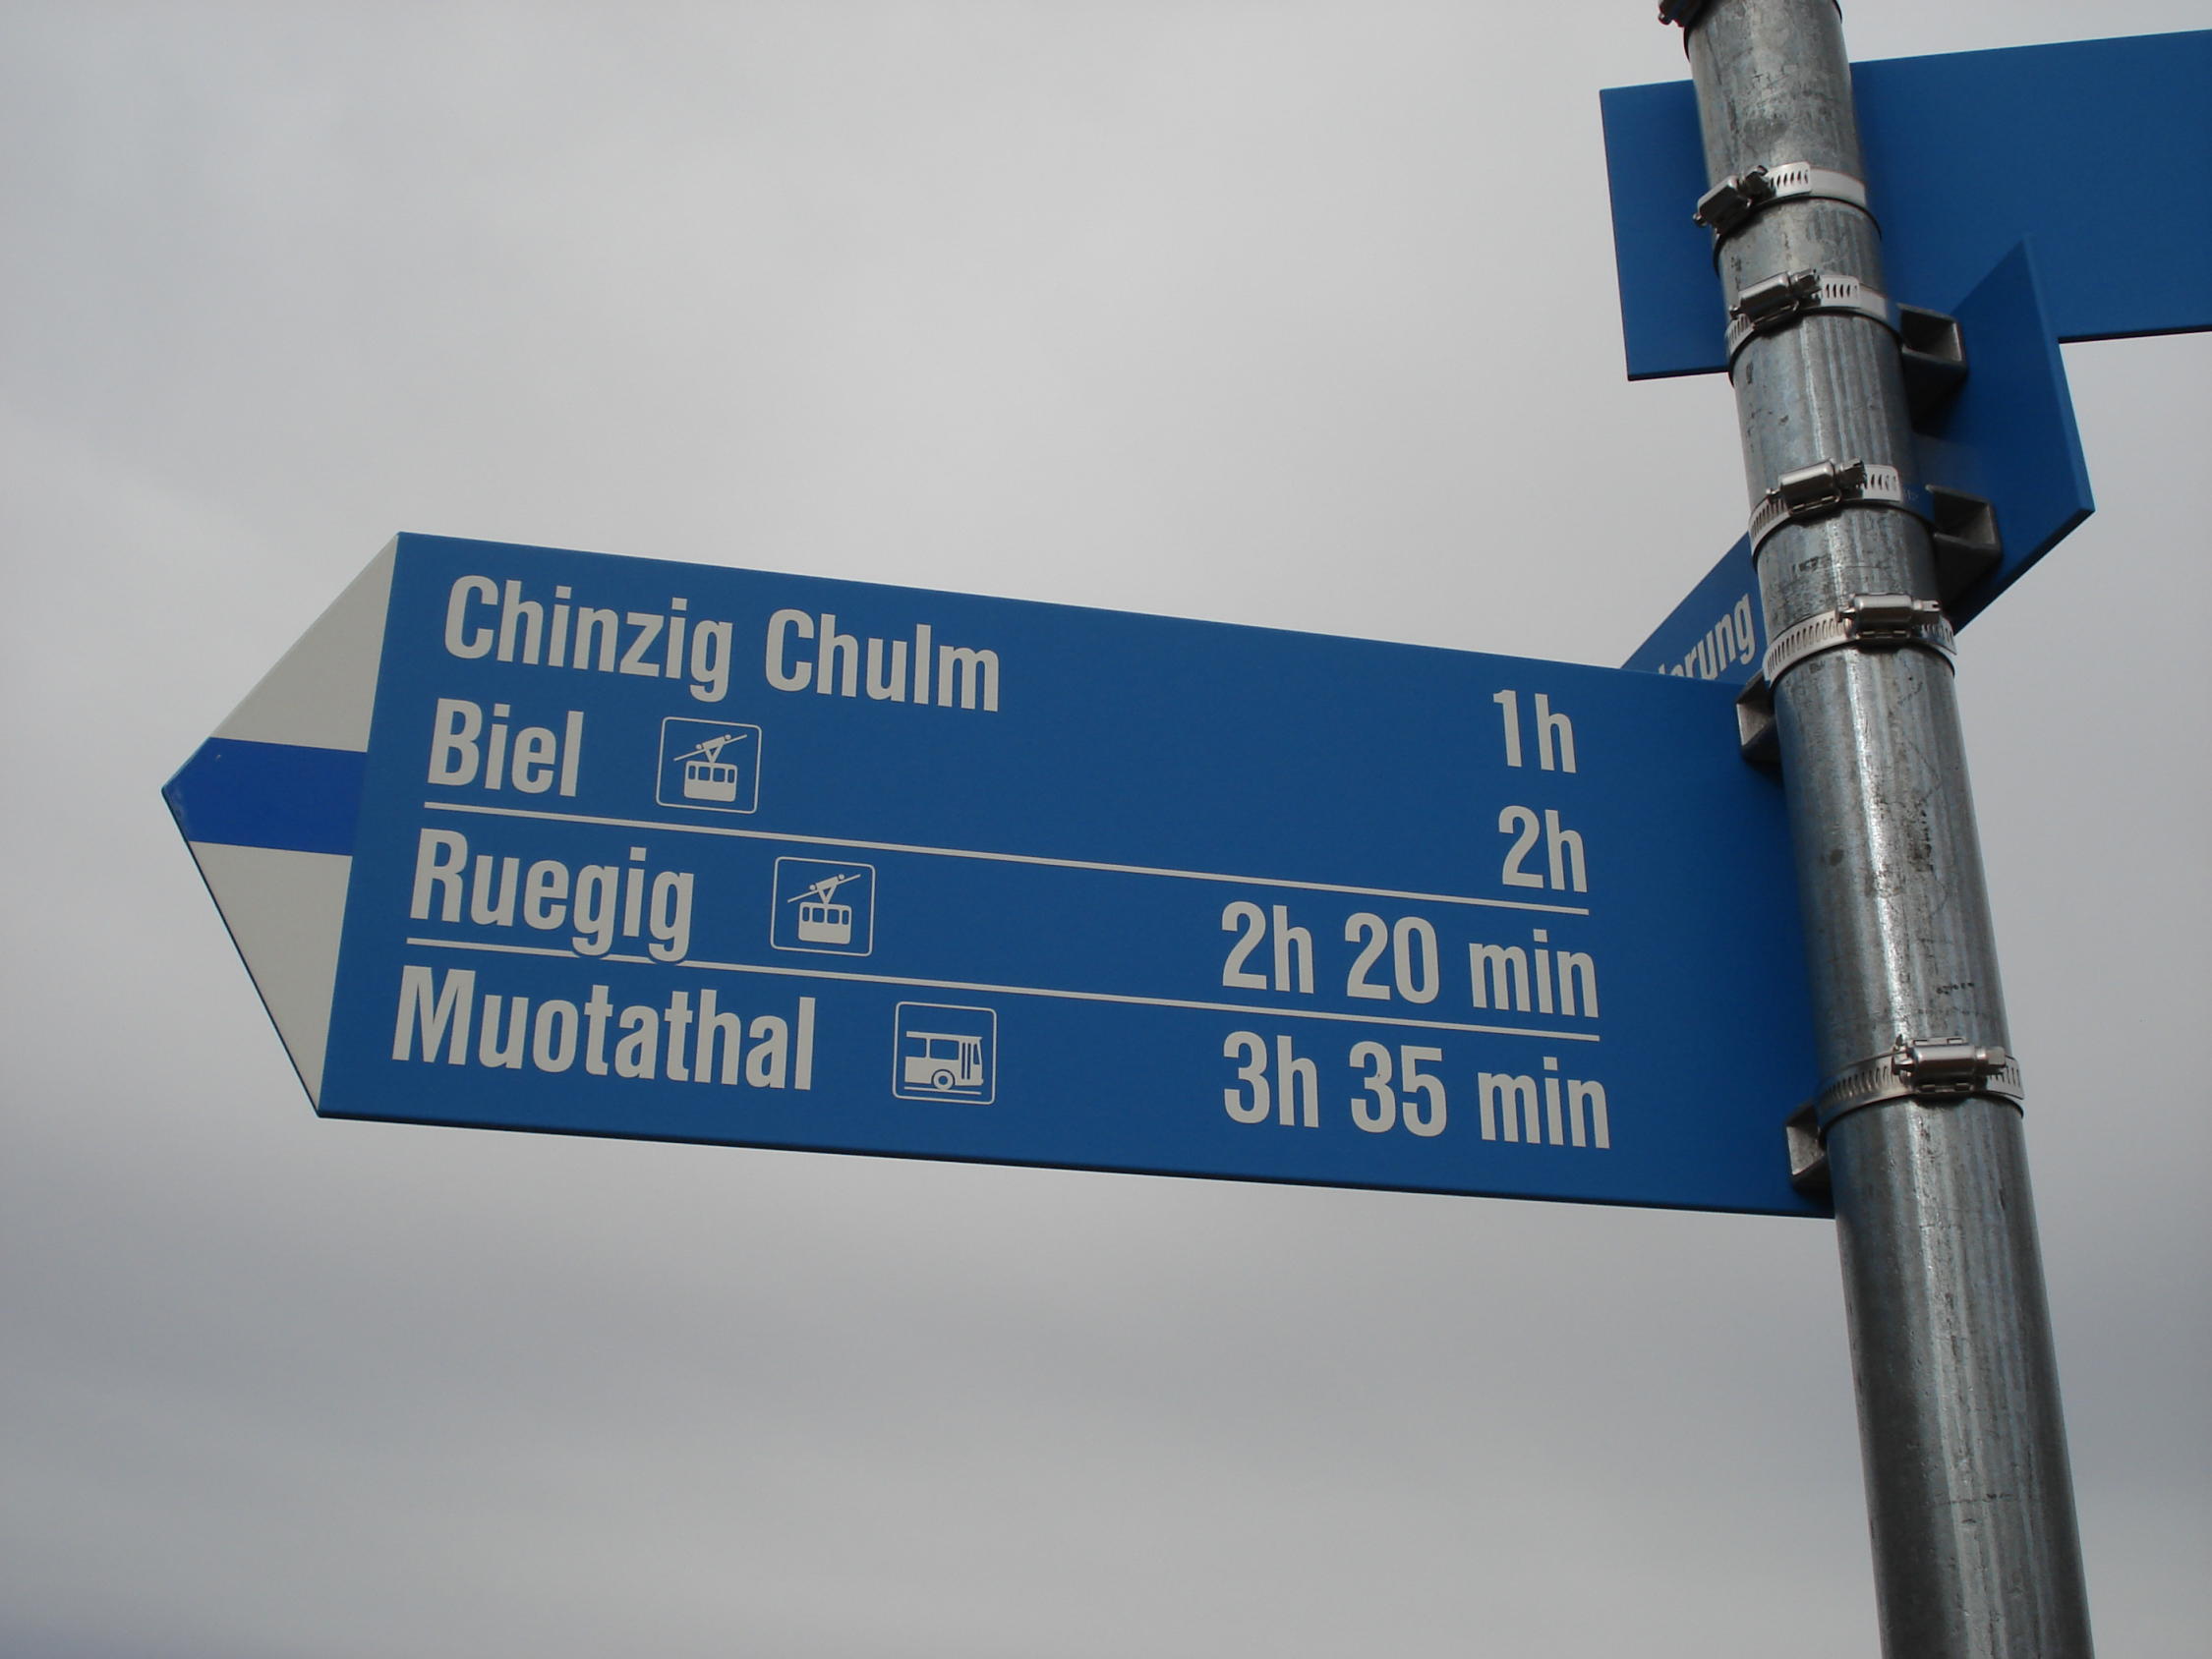 Chinzig Chulm 1h
Biel 2h
Ruegig 2h 20 min
Muotathal 3h 35 min